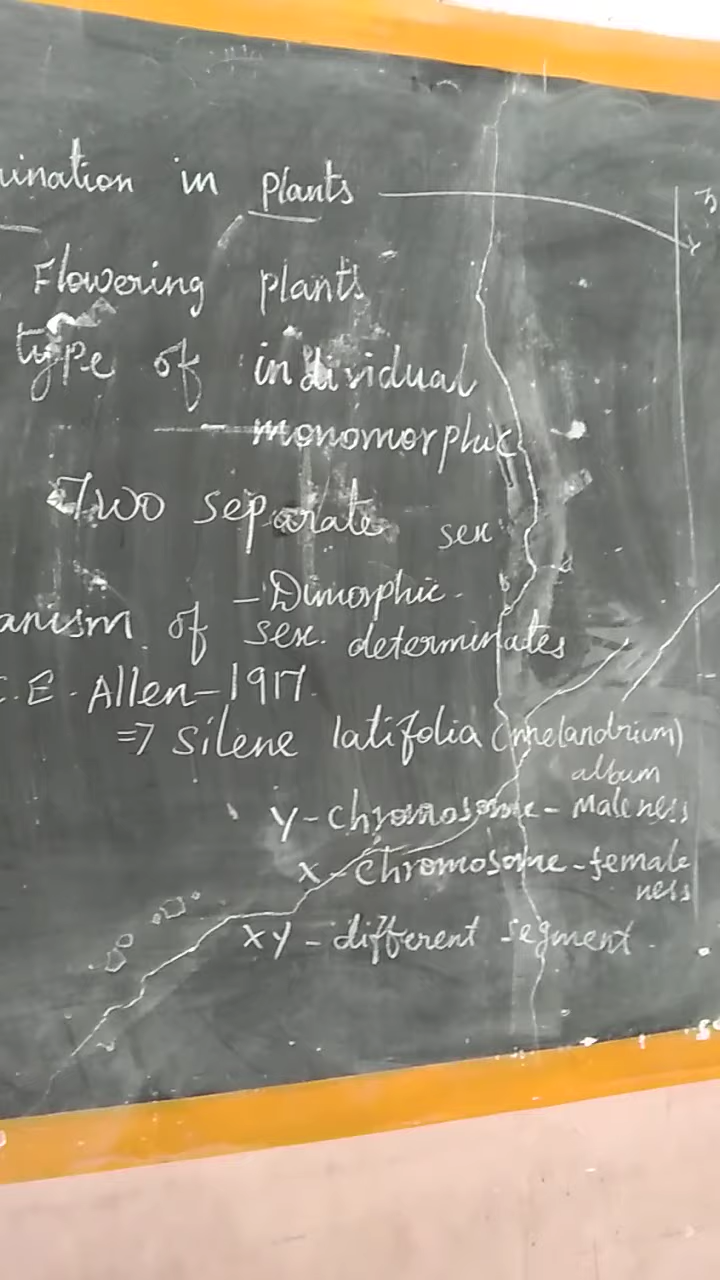 uination in plants
Flowering plants
type of individual
— monomorphic
Two separate sex
- Dimorphic.
anism of sex. determinates
C.E. Allen - 1917.
⇒ Silene latifolia (melandrium)
album
y - chromosome - Maleness
x - chromosome - female
ness
xy - different segment.